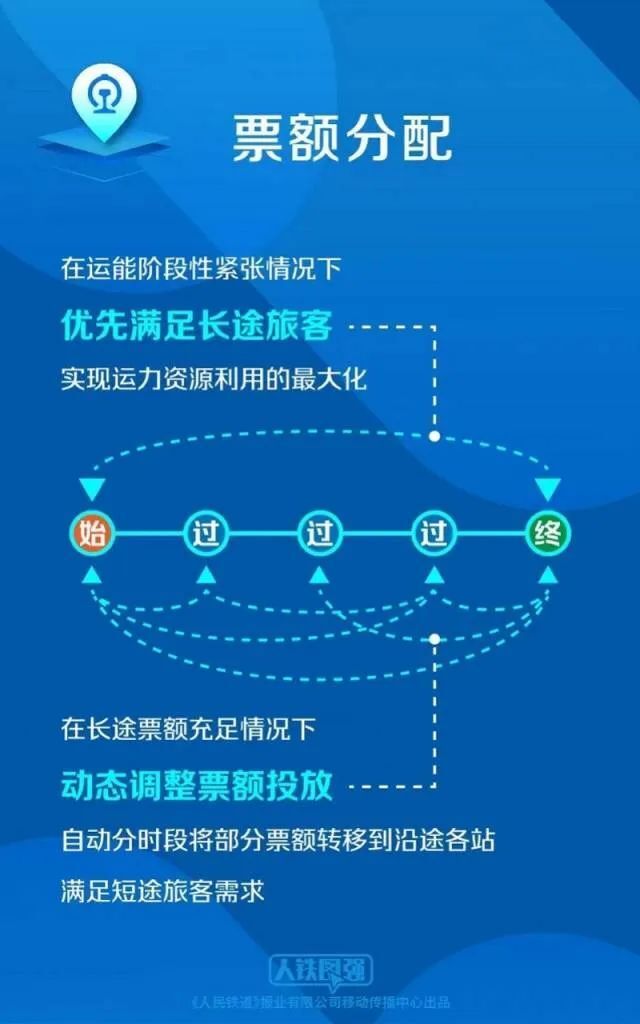 票额分配
在运能阶段性紧张情况下
优先满足长途旅客
实现运力资源利用的最大化
始 过 过 过 终
在长途票额充足情况下
动态调整票额投放
自动分时段将部分票额转移到沿途各站
满足短途旅客需求
人铁图强
《人民铁道》报业有限公司移动传播中心出品